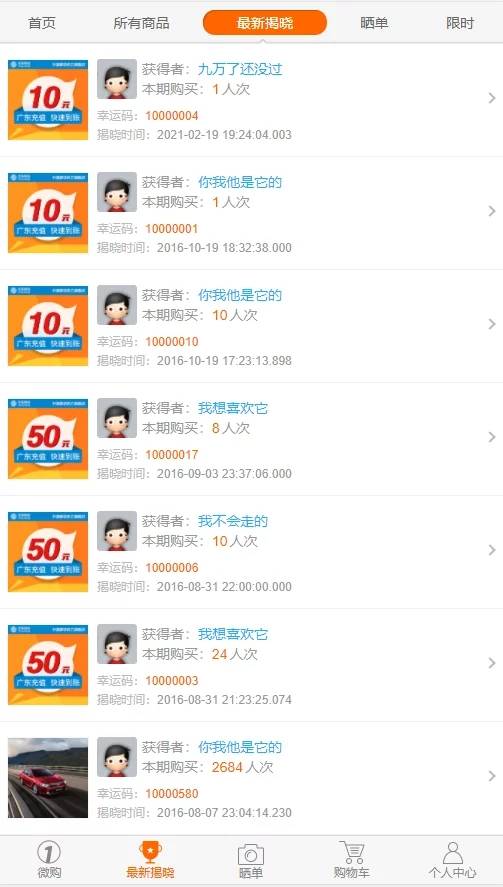 首页 所有商品 最新揭晓 晒单 限时
10元
广东充值 快速到账
获得者：九万了还没过
本期购买：1人次
幸运码：10000004
揭晓时间：2021-02-19 19:24:04.003
10元
广东充值 快速到账
获得者：你我他是它的
本期购买：1人次
幸运码：10000001
揭晓时间：2016-10-19 18:32:38.000
10元
广东充值 快速到账
获得者：你我他是它的
本期购买：10人次
幸运码：10000010
揭晓时间：2016-10-19 17:23:13.898
50元
广东充值 快速到账
获得者：我想喜欢它
本期购买：8人次
幸运码：10000017
揭晓时间：2016-09-03 23:37:06.000
50元
广东充值 快速到账
获得者：我不会走的
本期购买：10人次
幸运码：10000006
揭晓时间：2016-08-31 22:00:00.000
50元
广东充值 快速到账
获得者：我想喜欢它
本期购买：24人次
幸运码：10000003
揭晓时间：2016-08-31 21:23:25.074
获得者：你我他是它的
本期购买：2684人次
幸运码：10000580
揭晓时间：2016-08-07 23:04:14.230
1
微购 最新揭晓 晒单 购物车 个人中心